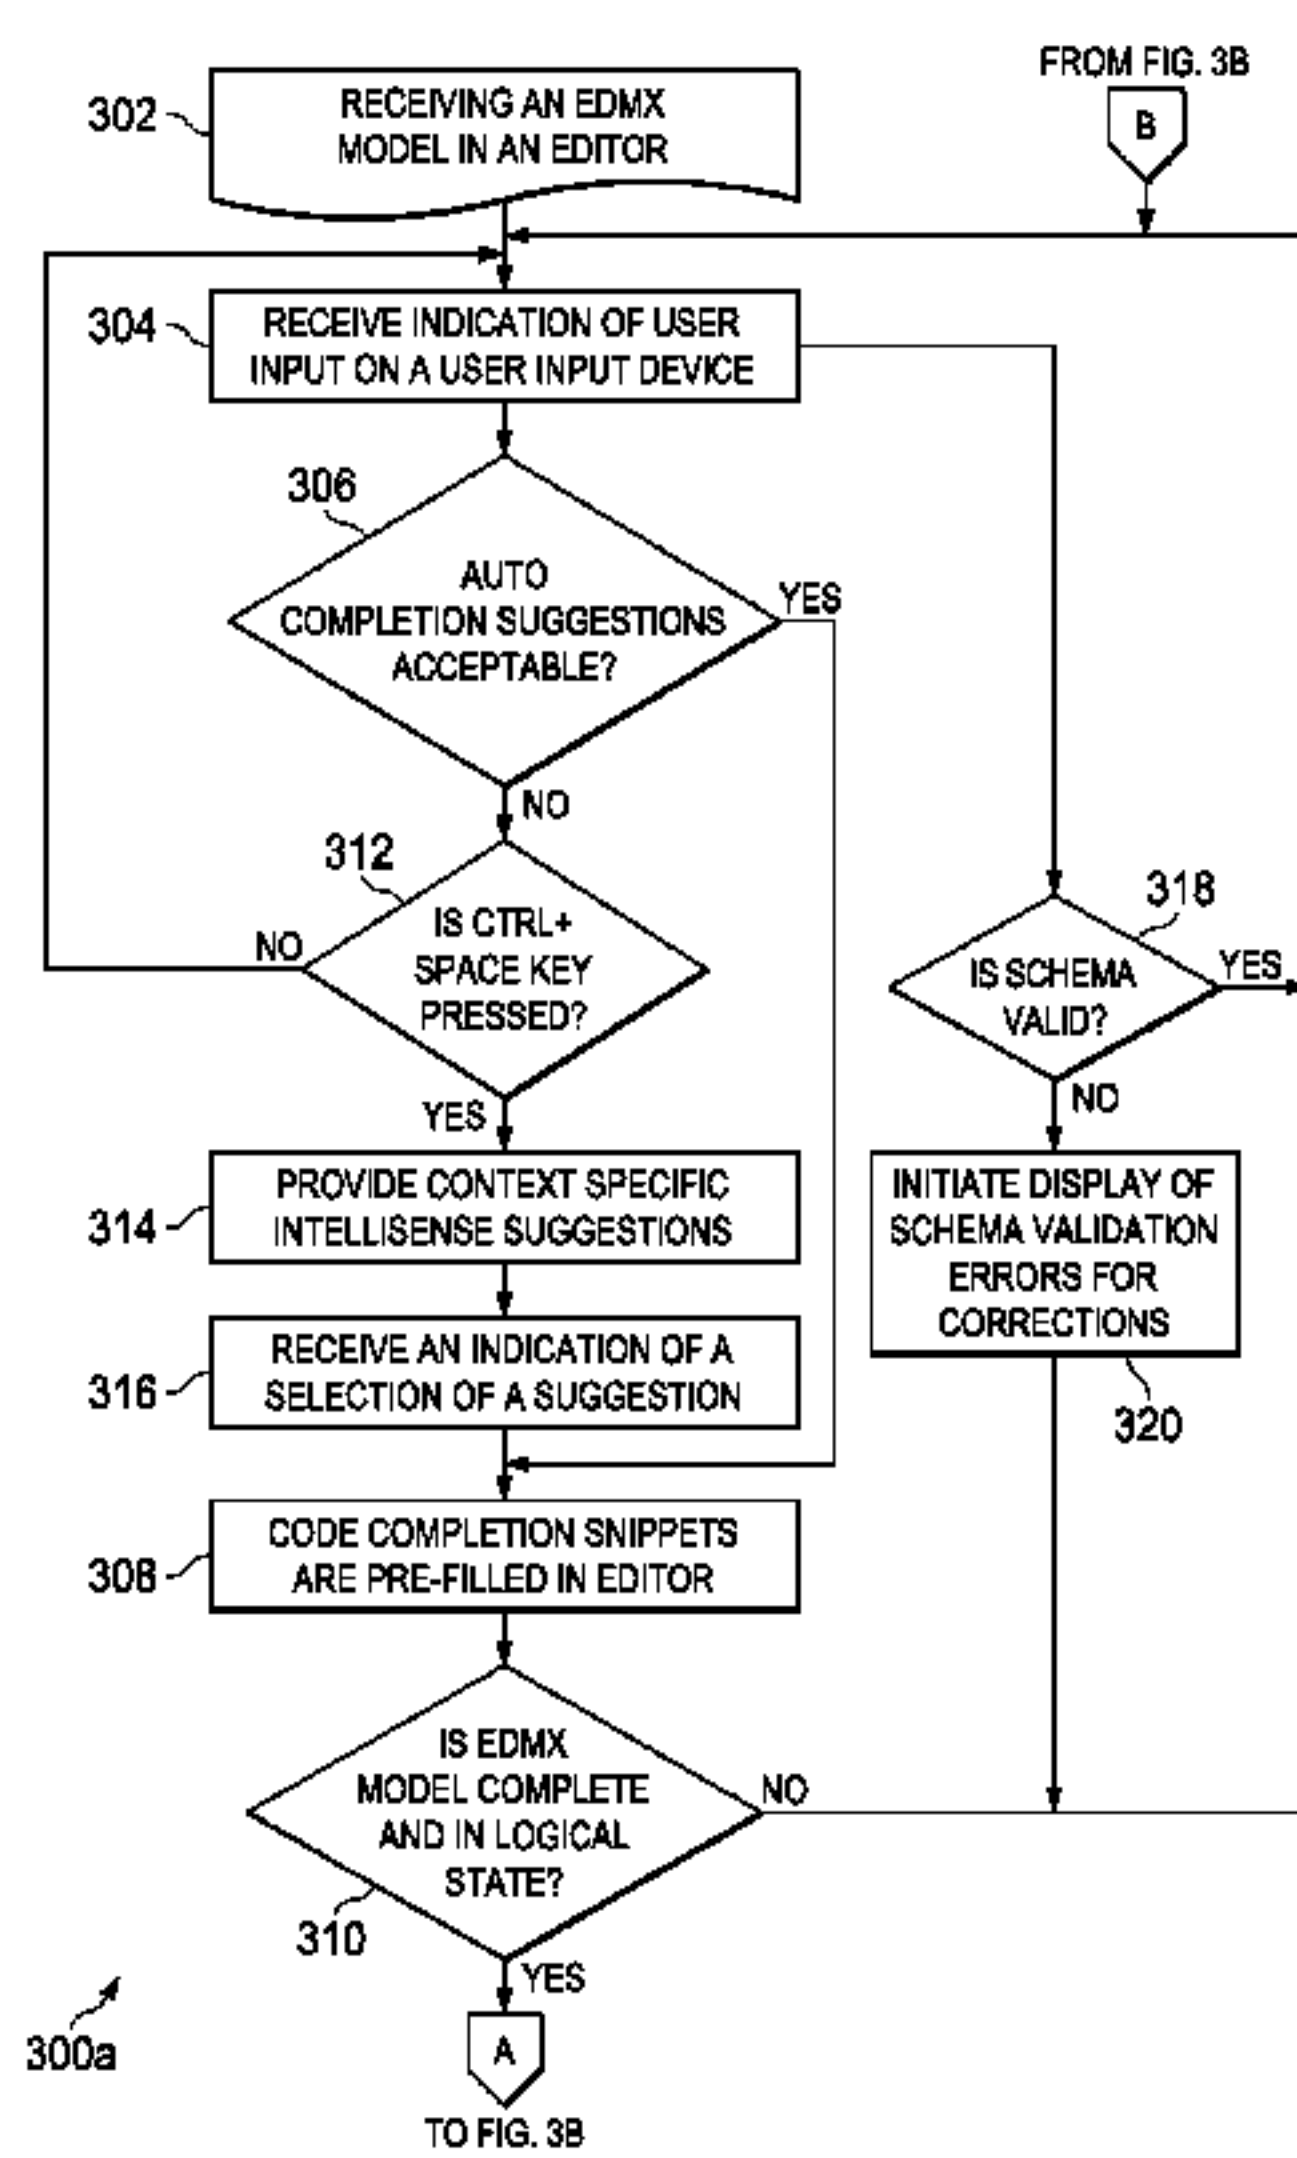 FROM FIG. 3B
B
302
RECEIVING AN EDMX
MODEL IN AN EDITOR
304
RECEIVE INDICATION OF USER
INPUT ON A USER INPUT DEVICE
306
AUTO
COMPLETION SUGGESTIONS
ACCEPTABLE?
YES
NO
312
IS CTRL+
SPACE KEY
PRESSED?
NO
YES
318
IS SCHEMA
VALID?
YES
NO
314
PROVIDE CONTEXT SPECIFIC
INTELLISENSE SUGGESTIONS
INITIATE DISPLAY OF
SCHEMA VALIDATION
ERRORS FOR
CORRECTIONS
320
316
RECEIVE AN INDICATION OF A
SELECTION OF A SUGGESTION
308
CODE COMPLETION SNIPPETS
ARE PRE-FILLED IN EDITOR
IS EDMX
MODEL COMPLETE
AND IN LOGICAL
STATE?
NO
310
YES
300a
A
TO FIG. 3B